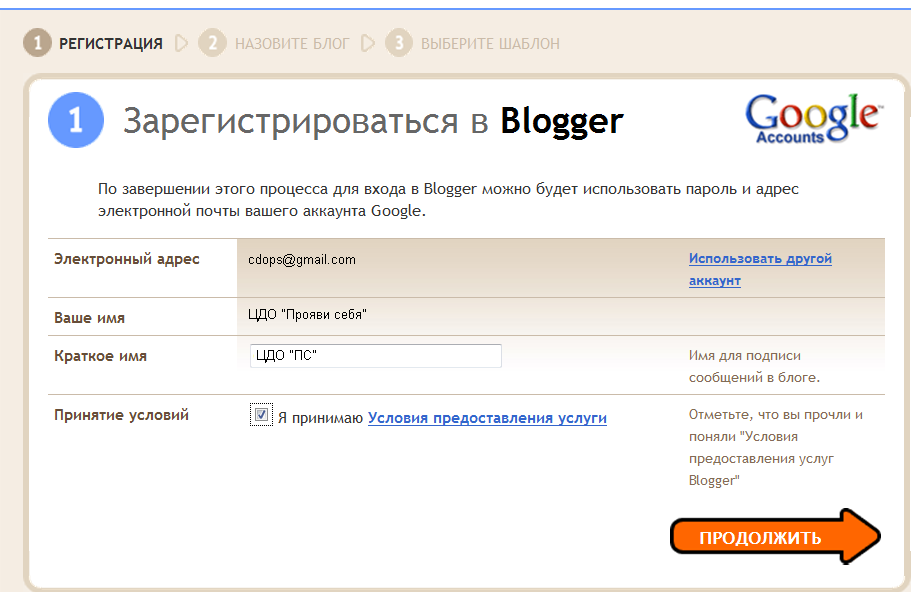 1 РЕГИСТРАЦИЯ 2 НАЗОВИТЕ БЛОГ 3 ВЫБЕРИТЕ ШАБЛОН
1 Зарегистрироваться в Blogger
Google™
Accounts
По завершении этого процесса для входа в Blogger можно будет использовать пароль и адрес
электронной почты вашего аккаунта Google.
Электронный адрес
cdops@gmail.com
Использовать другой
аккаунт
Ваше имя
ЦДО "Прояви себя"
Краткое имя
ЦДО "ПС"
Имя для подписи
сообщений в блоге.
Принятие условий
Я принимаю Условия предоставления услуги
Отметьте, что вы прочли и
поняли "Условия
предоставления услуг
Blogger"
ПРОДОЛЖИТЬ